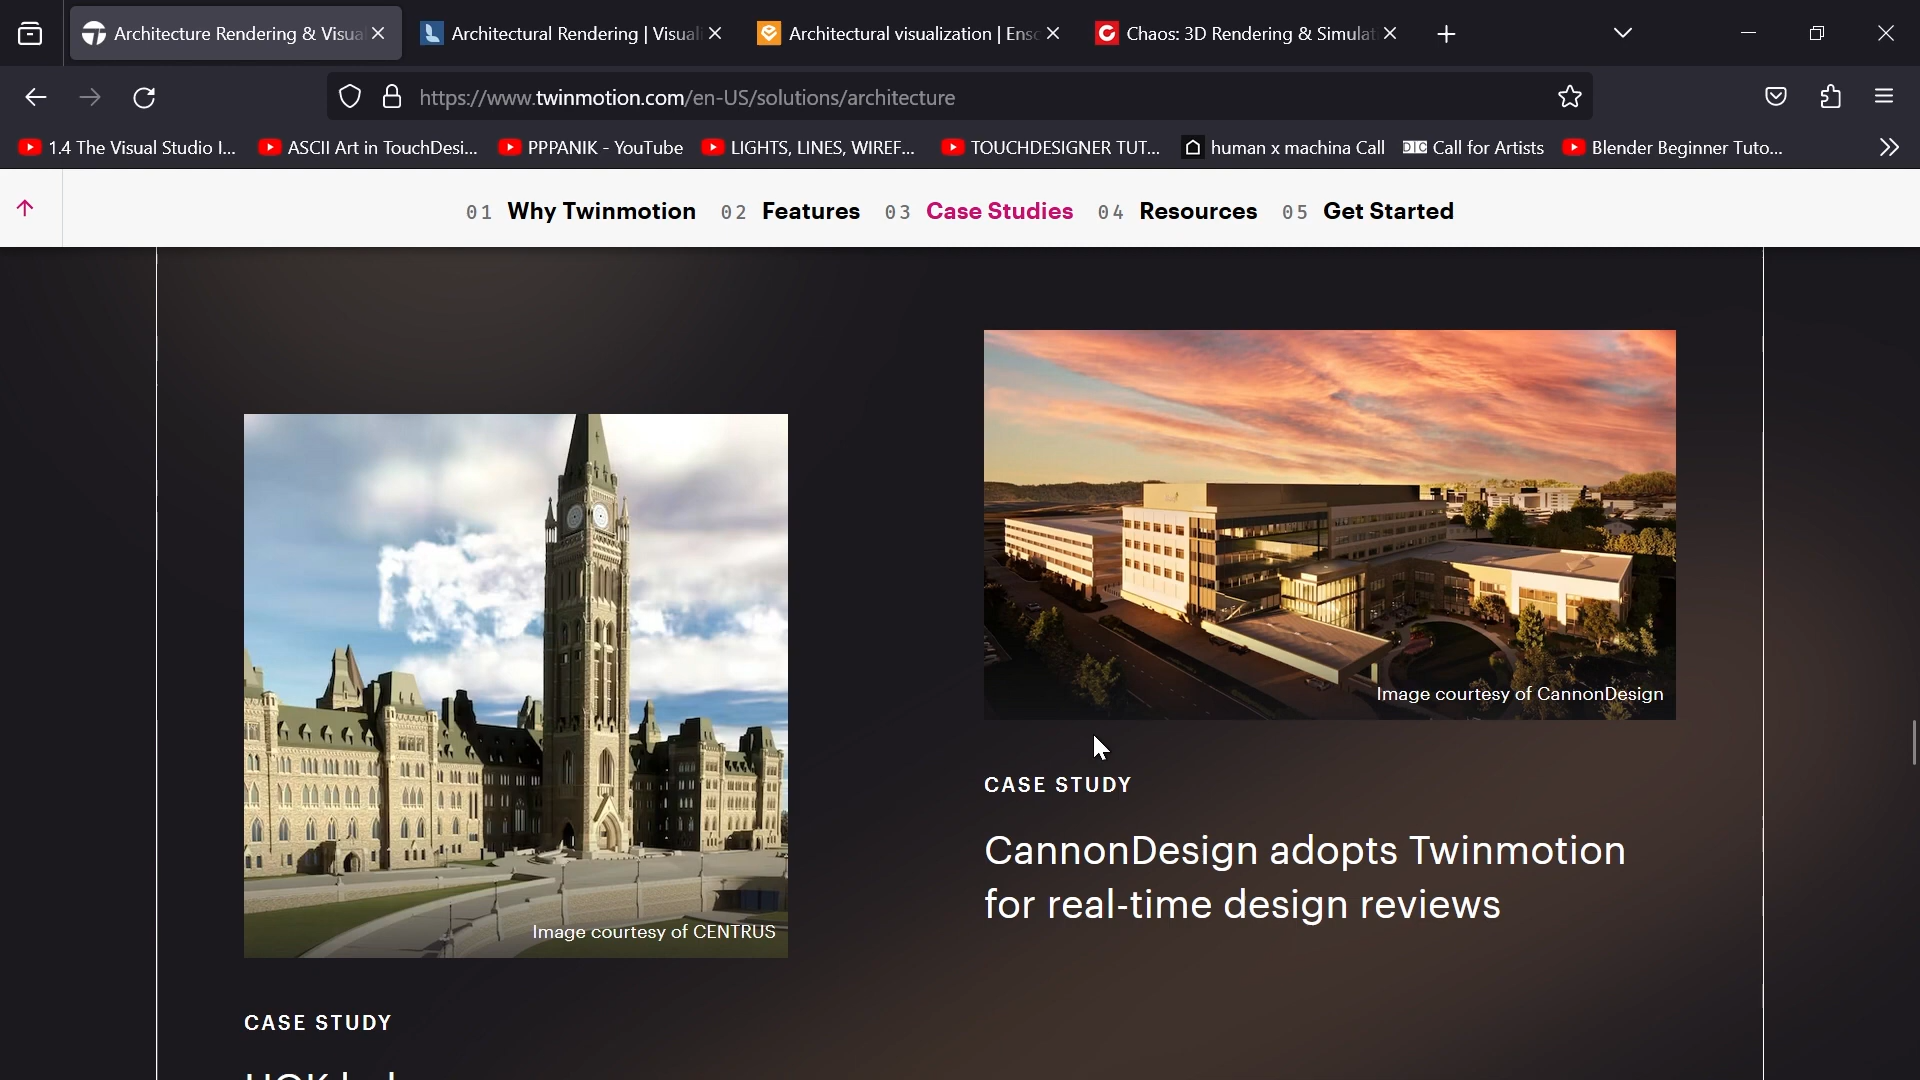 Architecture Rendering & Visua
Architectural Rendering | Visual
Architectural visualization | Ensc
Chaos: 3D Rendering & Simulat
https://www.twinmotion.com/en-US/solutions/architecture
1.4 The Visual Studio I...
ASCII Art in TouchDesi...
PPPANIK - YouTube
LIGHTS, LINES, WIREF...
TOUCHDESIGNER TUT...
human x machina Call
DIC Call for Artists
Blender Beginner Tuto...
01 Why Twinmotion 02 Features 03 Case Studies 04 Resources 05 Get Started
Image courtesy of CannonDesign
CASE STUDY
CannonDesign adopts Twinmotion
for real-time design reviews
Image courtesy of CENTRUS
CASE STUDY